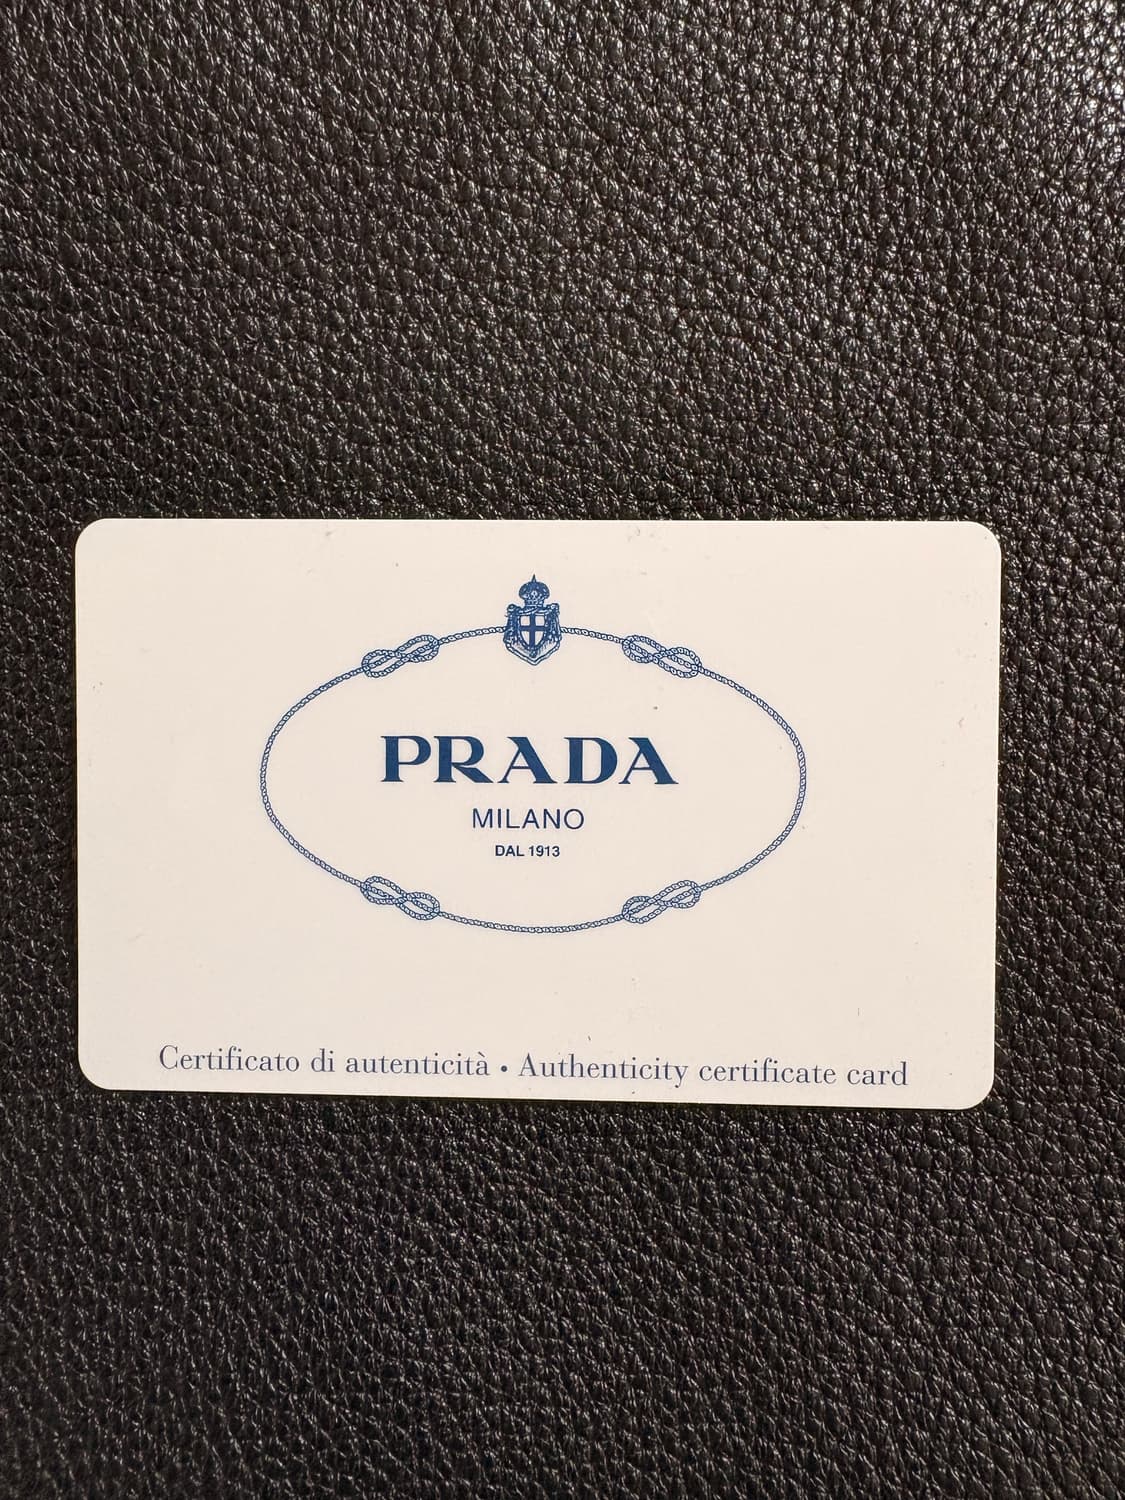 PRADA
MILANO
DAL 1913
Certificato di autenticità • Authenticity certificate card